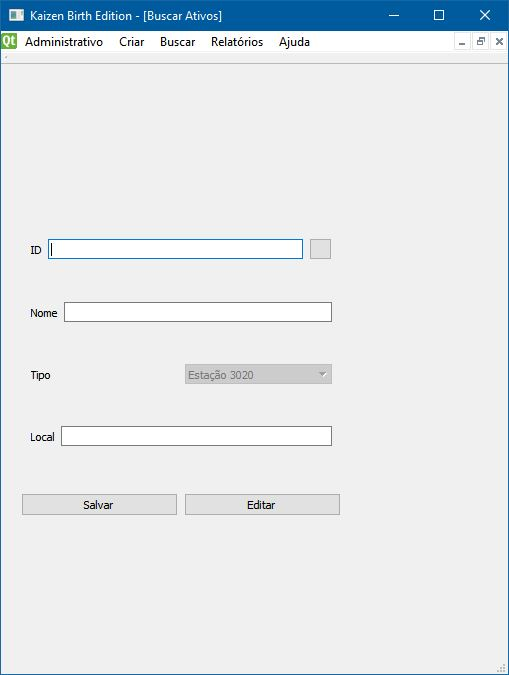 Kaizen Birth Edition - [Buscar Ativos]
Qt Administrativo Criar Buscar Relatórios Ajuda
ID
Nome
Tipo Estação 3020
Local
Salvar Editar